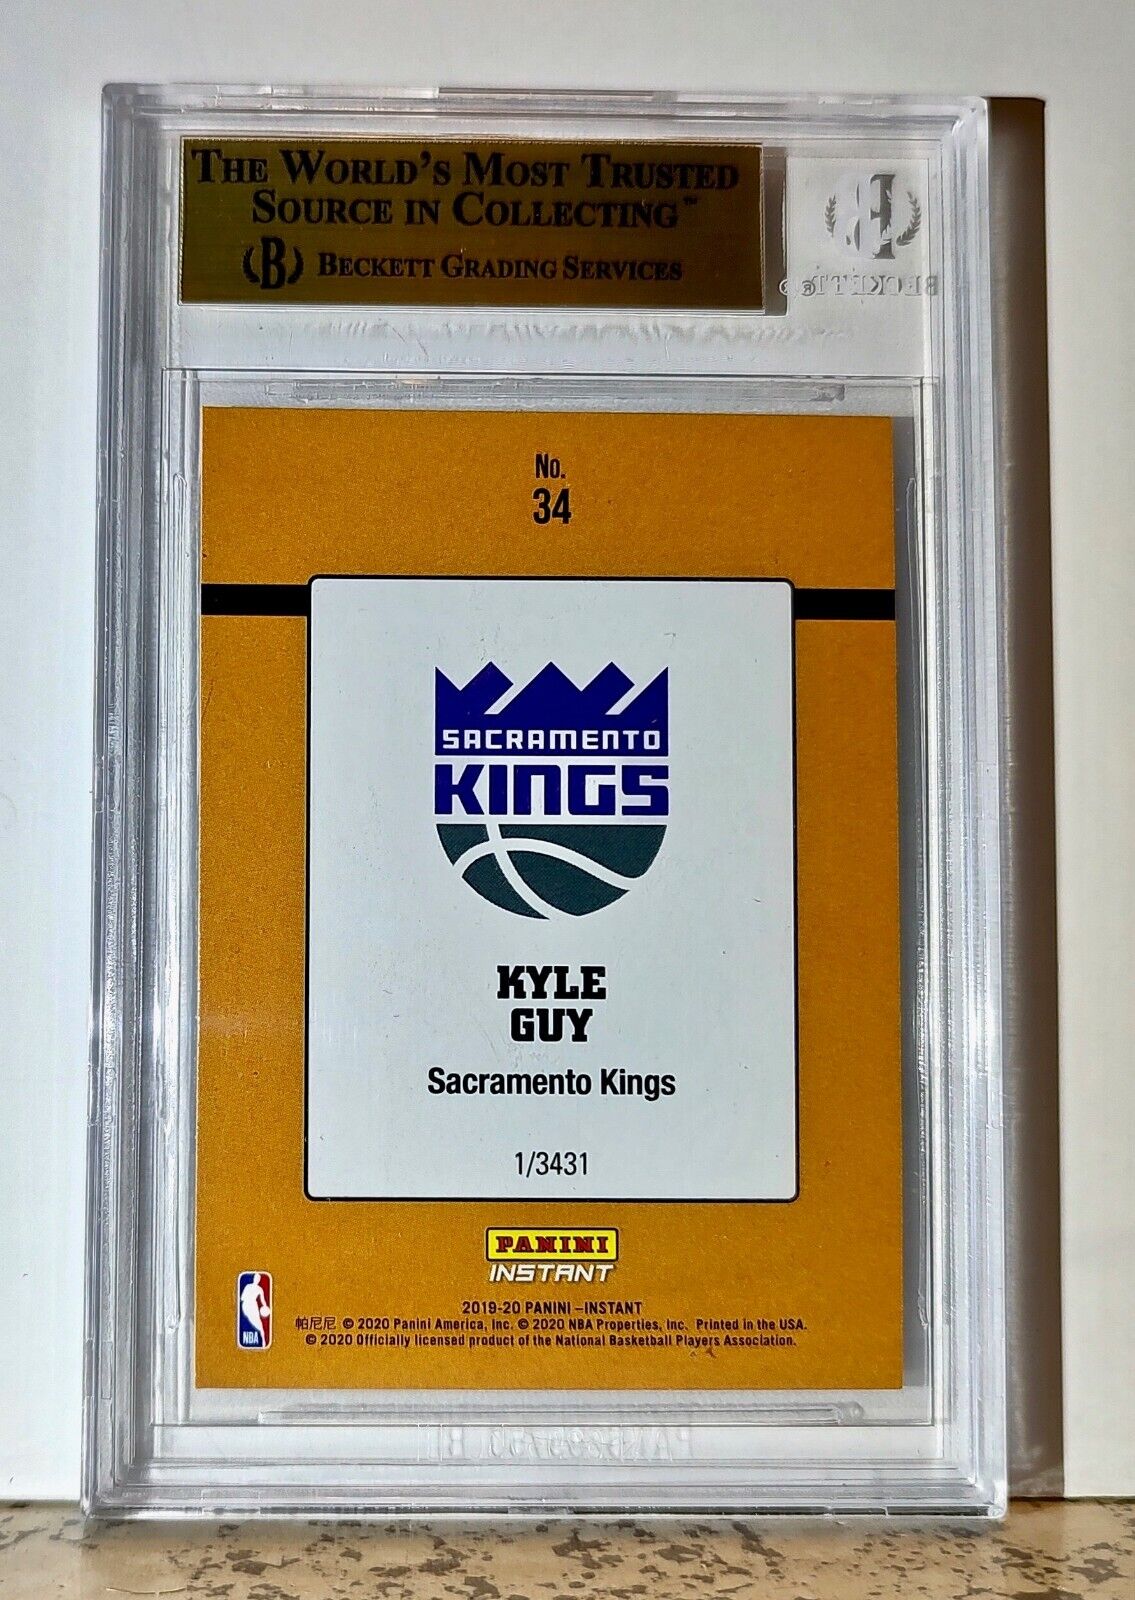 THE WORLD'S MOST TRUSTED
SOURCE IN COLLECTING™
B BECKETT GRADING SERVICES
B
BECKETT®
No.
34
SACRAMENTO
KINGS
KYLE
GUY
Sacramento Kings
1/3431
PANINI
INSTANT
NBA
2019-20 PANINI –INSTANT
帕尼尼 © 2020 Panini America, Inc. © 2020 NBA Properties, Inc. Printed in the USA.
© 2020 Officially licensed product of the National Basketball Players Association.